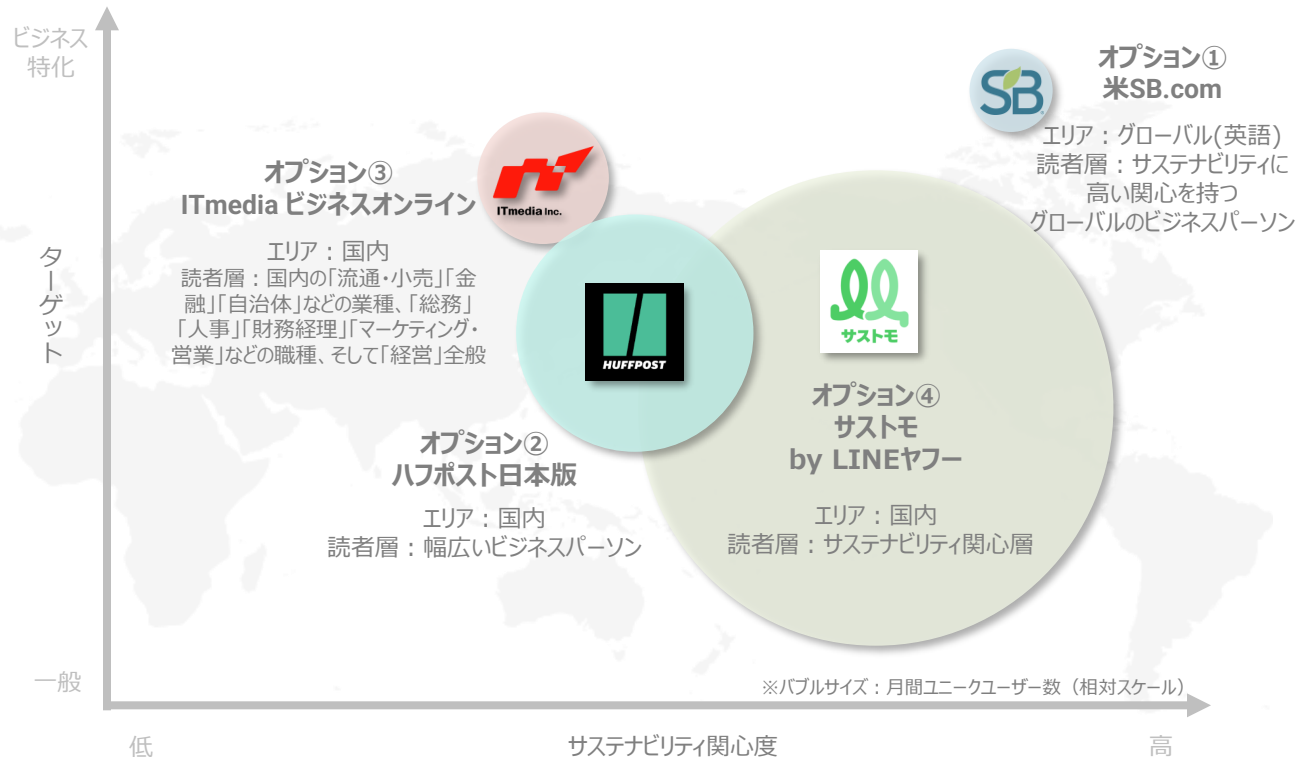 ビジネス
特化
オプション①
米SB.com
SB
エリア：グローバル(英語)
読者層：サステナビリティに
高い関心を持つ
グローバルのビジネスパーソン
オプション③
ITmedia ビジネスオンライン
ITmedia Inc.
エリア：国内
読者層：国内の「流通・小売」「金
融」「自治体」などの業種、「総務」
「人事」「財務経理」「マーケティング・
営業」などの職種、そして「経営」全般
ターゲット
HUFFPOST
サストモ
オプション④
サストモ
by LINEヤフー
エリア：国内
読者層：サステナビリティ関心層
オプション②
ハフポスト日本版
エリア：国内
読者層：幅広いビジネスパーソン
一般
※バブルサイズ：月間ユニークユーザー数（相対スケール）
低
サステナビリティ関心度
高